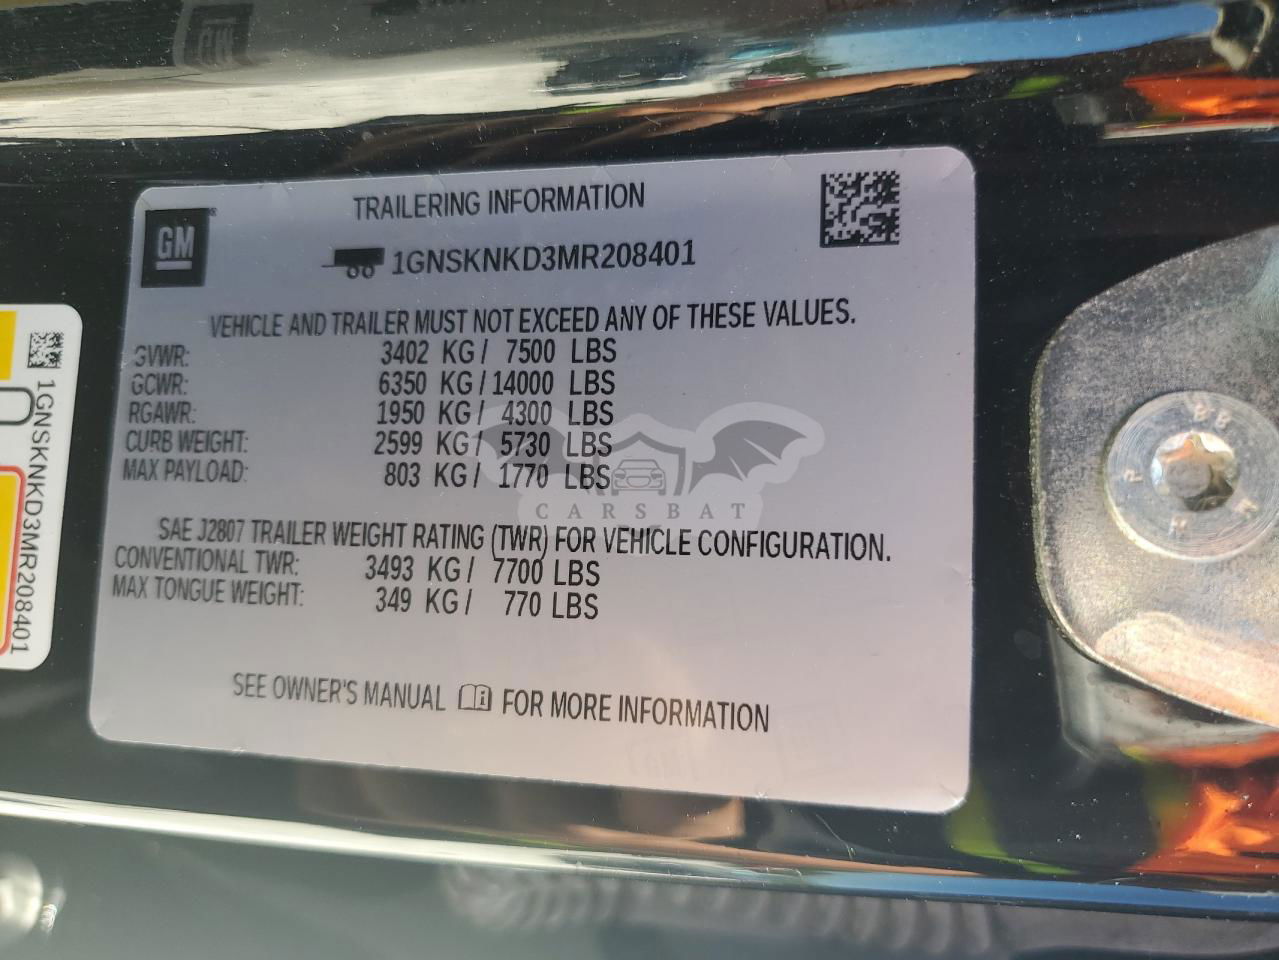 GM
TRAILERING INFORMATION
1GNSKNKD3MR208401
VEHICLE AND TRAILER MUST NOT EXCEED ANY OF THESE VALUES.
GVWR: 3402 KG / 7500 LBS
GCWR: 6350 KG / 14000 LBS
RGAWR: 1950 KG / 4300 LBS
CURB WEIGHT: 2599 KG / 5730 LBS
MAX PAYLOAD: 803 KG / 1770 LBS
CARSBAT
SAE J2807 TRAILER WEIGHT RATING (TWR) FOR VEHICLE CONFIGURATION.
CONVENTIONAL TWR: 3493 KG / 7700 LBS
MAX TONGUE WEIGHT: 349 KG / 770 LBS
SEE OWNER'S MANUAL FOR MORE INFORMATION
1GNSKNKD3MR208401